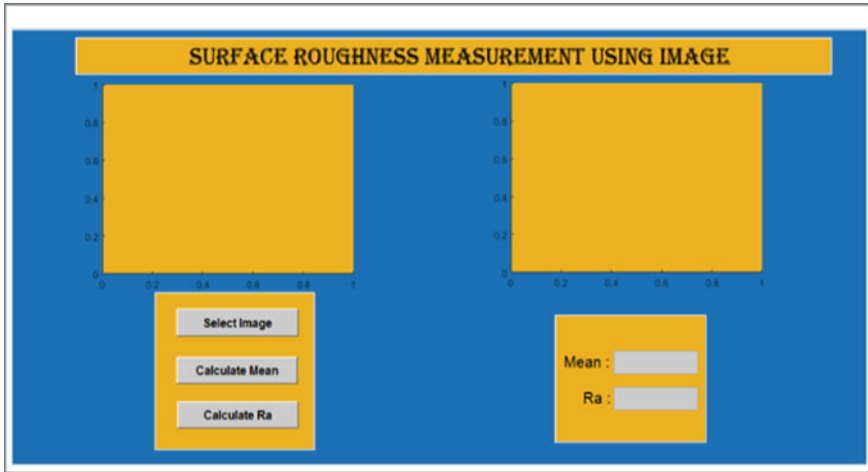 SURFACE ROUGHNESS MEASUREMENT USING IMAGE
1
0.8
0.6
0.4
0.2
0
0 0.2 0.4 0.6 0.8 1
1
0.8
0.6
0.4
0.2
0
0 0.2 0.4 0.6 0.8 1
Select Image
Calculate Mean
Calculate Ra
Mean :
Ra :